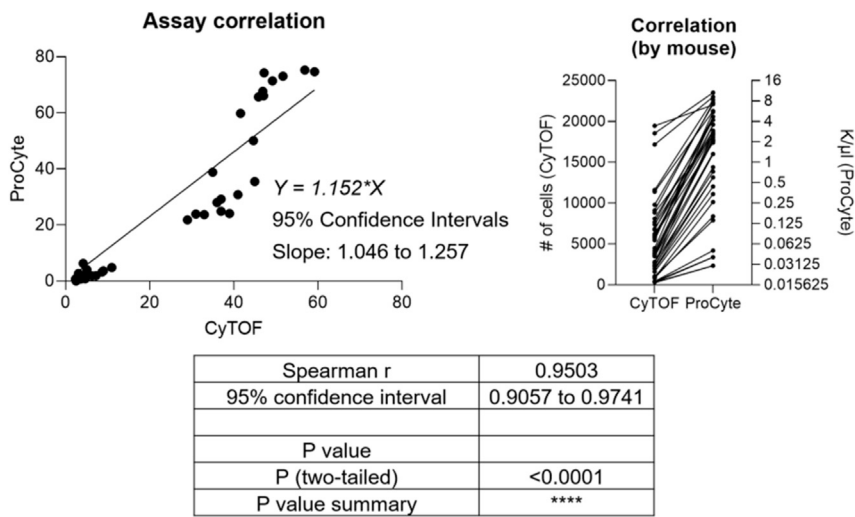 Assay correlation
80
60
40
20
0
ProCyte
0 20 40 60 80
CyTOF
Y = 1.152*X
95% Confidence Intervals
Slope: 1.046 to 1.257
Correlation
(by mouse)
25000
20000
15000
10000
5000
0
# of cells (CyTOF)
16
8
4
2
1
0.5
0.25
0.125
0.0625
0.03125
0.015625
K/µl (ProCyte)
CyTOF ProCyte
Spearman r 0.9503
95% confidence interval 0.9057 to 0.9741
P value
P (two-tailed) <0.0001
P value summary ****